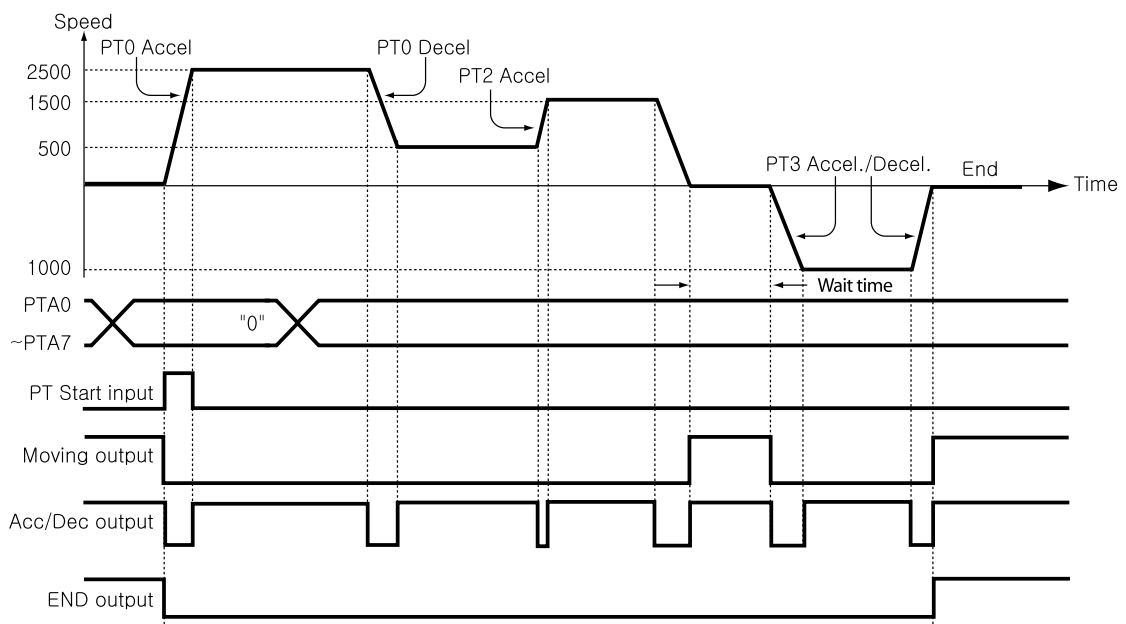 Speed
PT0 Accel
PT0 Decel
PT2 Accel
2500
1500
500
PT3 Accel./Decel.
End
Time
1000
Wait time
PTA0
"0"
~PTA7
PT Start input
Moving output
Acc/Dec output
END output